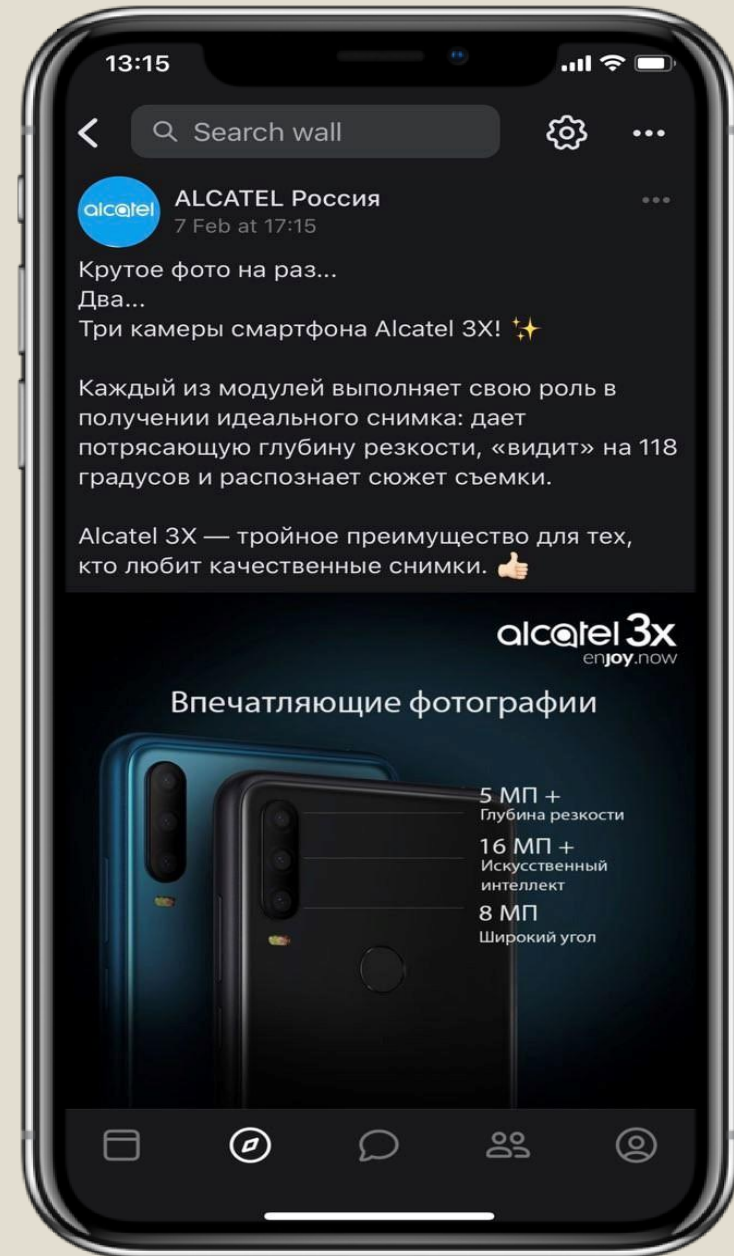 13:15
Search wall
alcatel
ALCATEL Россия
7 Feb at 17:15
Крутое фото на раз...
Два...
Три камеры смартфона Alcatel 3X! ✨
Каждый из модулей выполняет свою роль в
получении идеального снимка: дает
потрясающую глубину резкости, «видит» на 118
градусов и распознает сюжет съемки.
Alcatel 3X — тройное преимущество для тех,
кто любит качественные снимки. 👍🏻
alcatel 3x
enjoy.now
Впечатляющие фотографии
5 МП +
Глубина резкости
16 МП +
Искусственный
интеллект
8 МП
Широкий угол